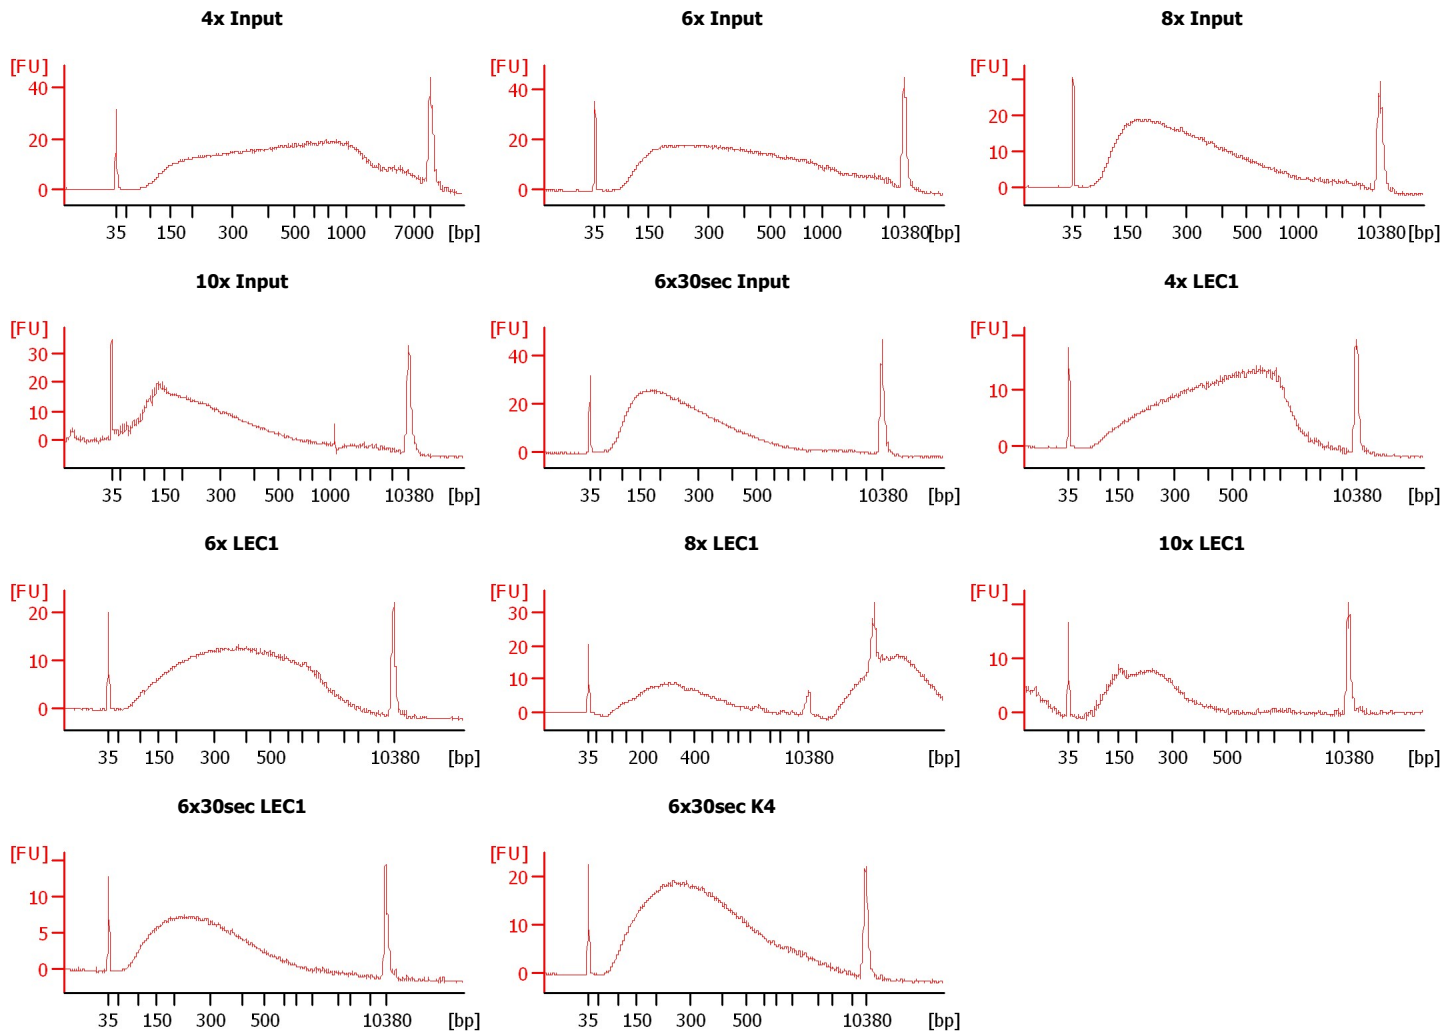 4x Input
[FU]
40
20
0
35 150 300 500 1000 7000 [bp]
6x Input
[FU]
40
20
0
35 150 300 500 1000 10380 [bp]
8x Input
[FU]
20
10
0
35 150 300 500 1000 10380 [bp]
10x Input
[FU]
30
20
10
0
35 150 300 500 1000 10380 [bp]
6x30sec Input
[FU]
40
20
0
35 150 300 500 10380 [bp]
4x LEC1
[FU]
10
0
35 150 300 500 10380 [bp]
6x LEC1
[FU]
20
10
0
35 150 300 500 10380 [bp]
8x LEC1
[FU]
30
20
10
0
35 200 400 10380 [bp]
10x LEC1
[FU]
10
0
35 150 300 500 10380 [bp]
6x30sec LEC1
[FU]
10
5
0
35 150 300 500 10380 [bp]
6x30sec K4
[FU]
20
10
0
35 150 300 500 10380 [bp]